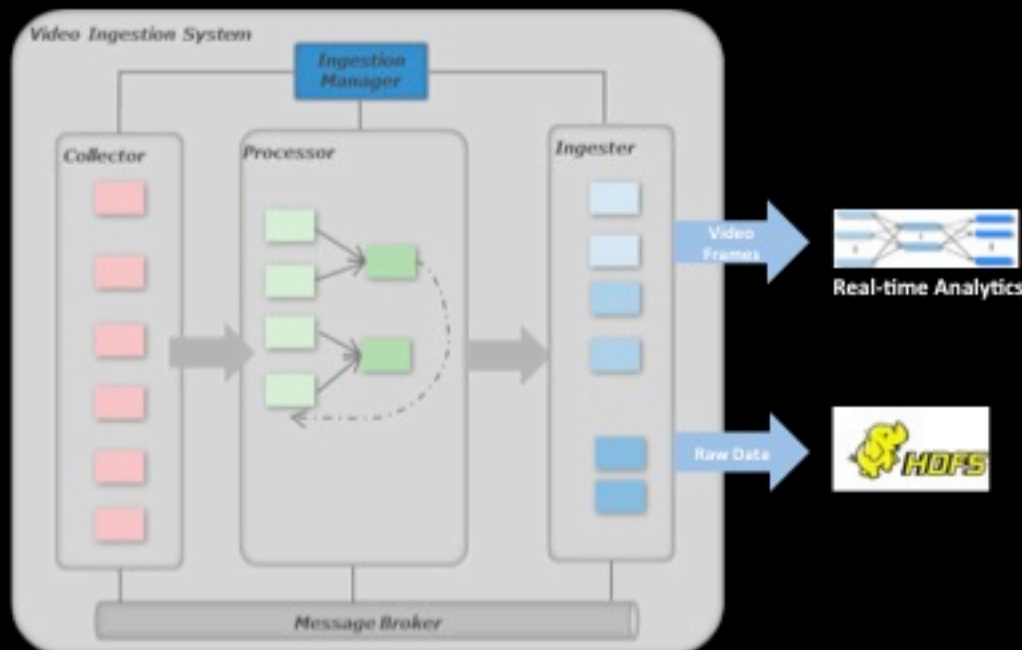 Video Ingestion System
Ingestion
Manager
Collector
Processor
Ingester
Video
Frames
Real-time Analytics
Raw Data
HDFS
Message Broker